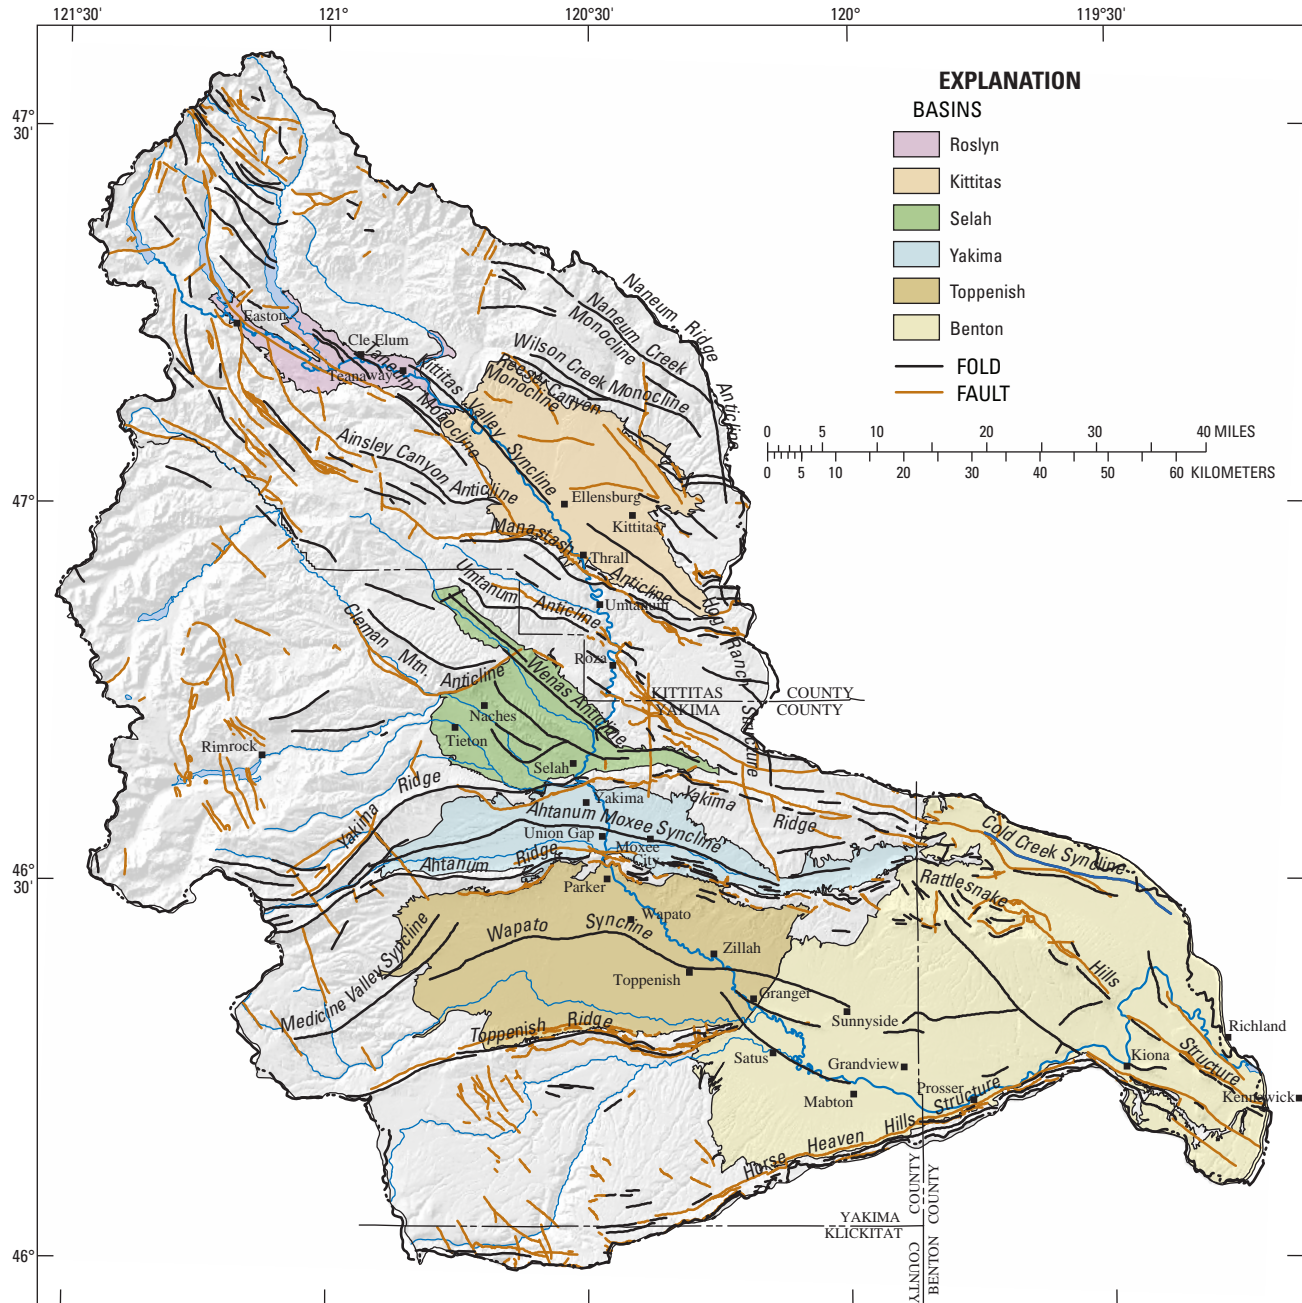 121°30'
121°
120°30'
120°
119°30'
47°
30'
47°
46°
30'
46°
EXPLANATION
BASINS
Roslyn
Kittitas
Selah
Yakima
Toppenish
Benton
FOLD
FAULT
0 5 10 20 30 40 MILES
0 5 10 20 30 40 50 60 KILOMETERS
Naneum Ridge Anticline
Naneum Creek
Monocline
Wilson Creek Monocline
Reeser Canyon
Monocline
Easton
Cle Elum
Teanaway
Taneum Monocline
Kittitas Valley Syncline
Ainsley Canyon Anticline
Ellensburg
Kittitas
Manastash Anticline
Thrall
Umtanum Anticline
Umtanum
Hog Ranch Structure
Cleman Mtn. Anticline
Roza
Wenas Anticline
KITTITAS COUNTY
YAKIMA COUNTY
Naches
Tieton
Rimrock
Selah
Yakima Ridge
Yakima
Yakima Ridge
Ahtanum Moxee Syncline
Union Gap
Moxee
City
Ahtanum Ridge
Cold Creek Syncline
Parker
Rattlesnake Hills Structure
Wapato
Wapato Syncline
Zillah
Medicine Valley Syncline
Toppenish
Granger
Sunnyside
Toppenish Ridge
Richland
Satus
Grandview
Kiona
Mabton
Prosser
Kennewick
Horse Heaven Hills Structure
YAKIMA COUNTY
KLICKITAT COUNTY
BENTON COUNTY